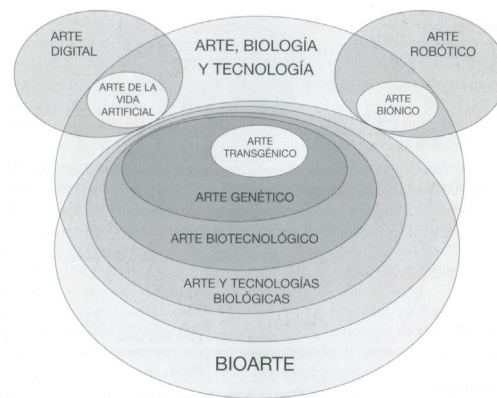 ARTE
DIGITAL
ARTE, BIOLOGÍA
Y TECNOLOGÍA
ARTE
ROBÓTICO
ARTE DE LA
VIDA
ARTIFICIAL
ARTE
BIÓNICO
ARTE
TRANSGÉNICO
ARTE GENÉTICO
ARTE BIOTECNOLÓGICO
ARTE Y TECNOLOGÍAS
BIOLÓGICAS
BIOARTE